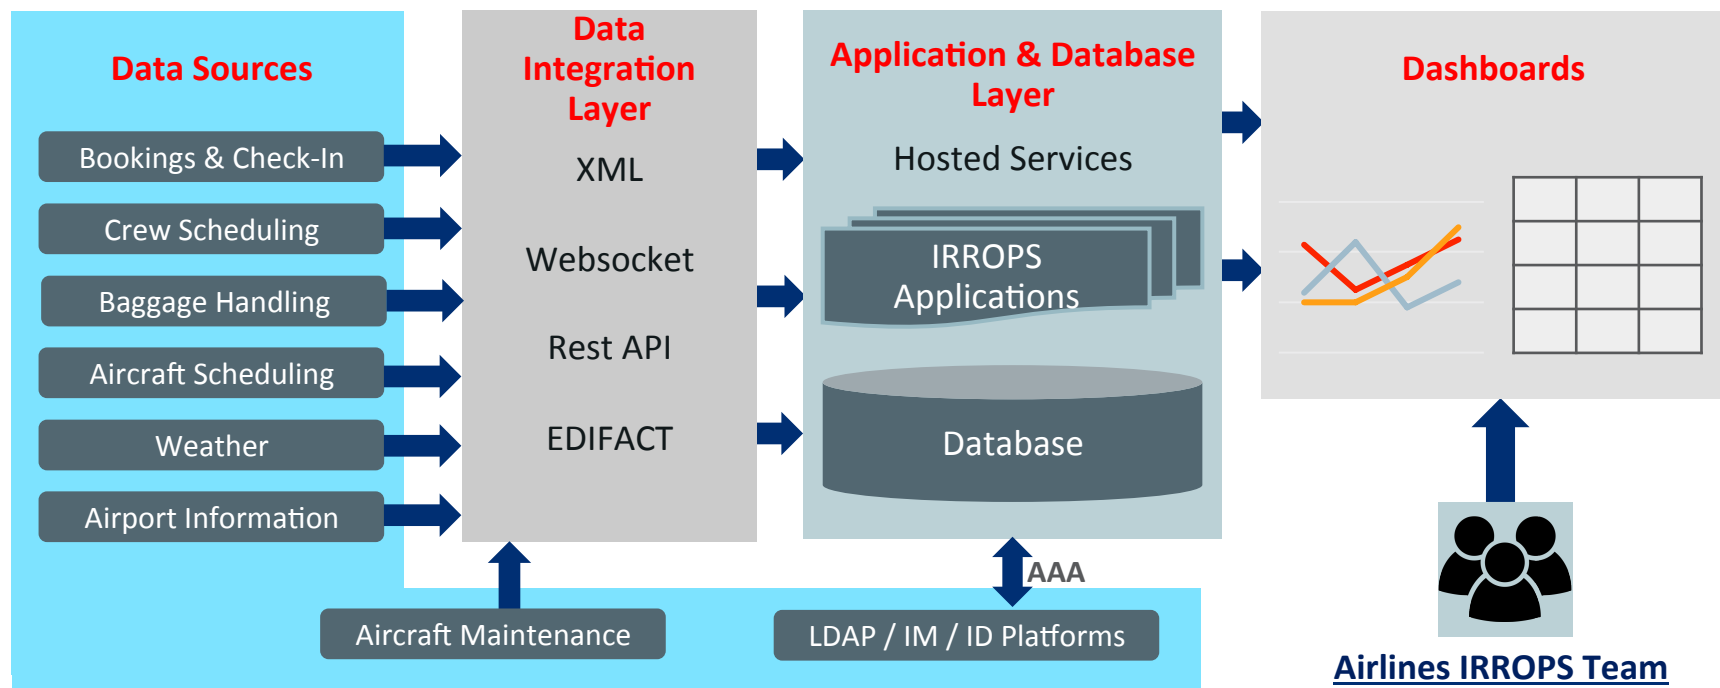 Data Sources
Bookings & Check-In
Crew Scheduling
Baggage Handling
Aircraft Scheduling
Weather
Airport Information
Aircraft Maintenance
Data
Integration
Layer
XML
Websocket
Rest API
EDIFACT
Application & Database
Layer
Hosted Services
IRROPS
Applications
Database
AAA
LDAP / IM / ID Platforms
Dashboards
Airlines IRROPS Team